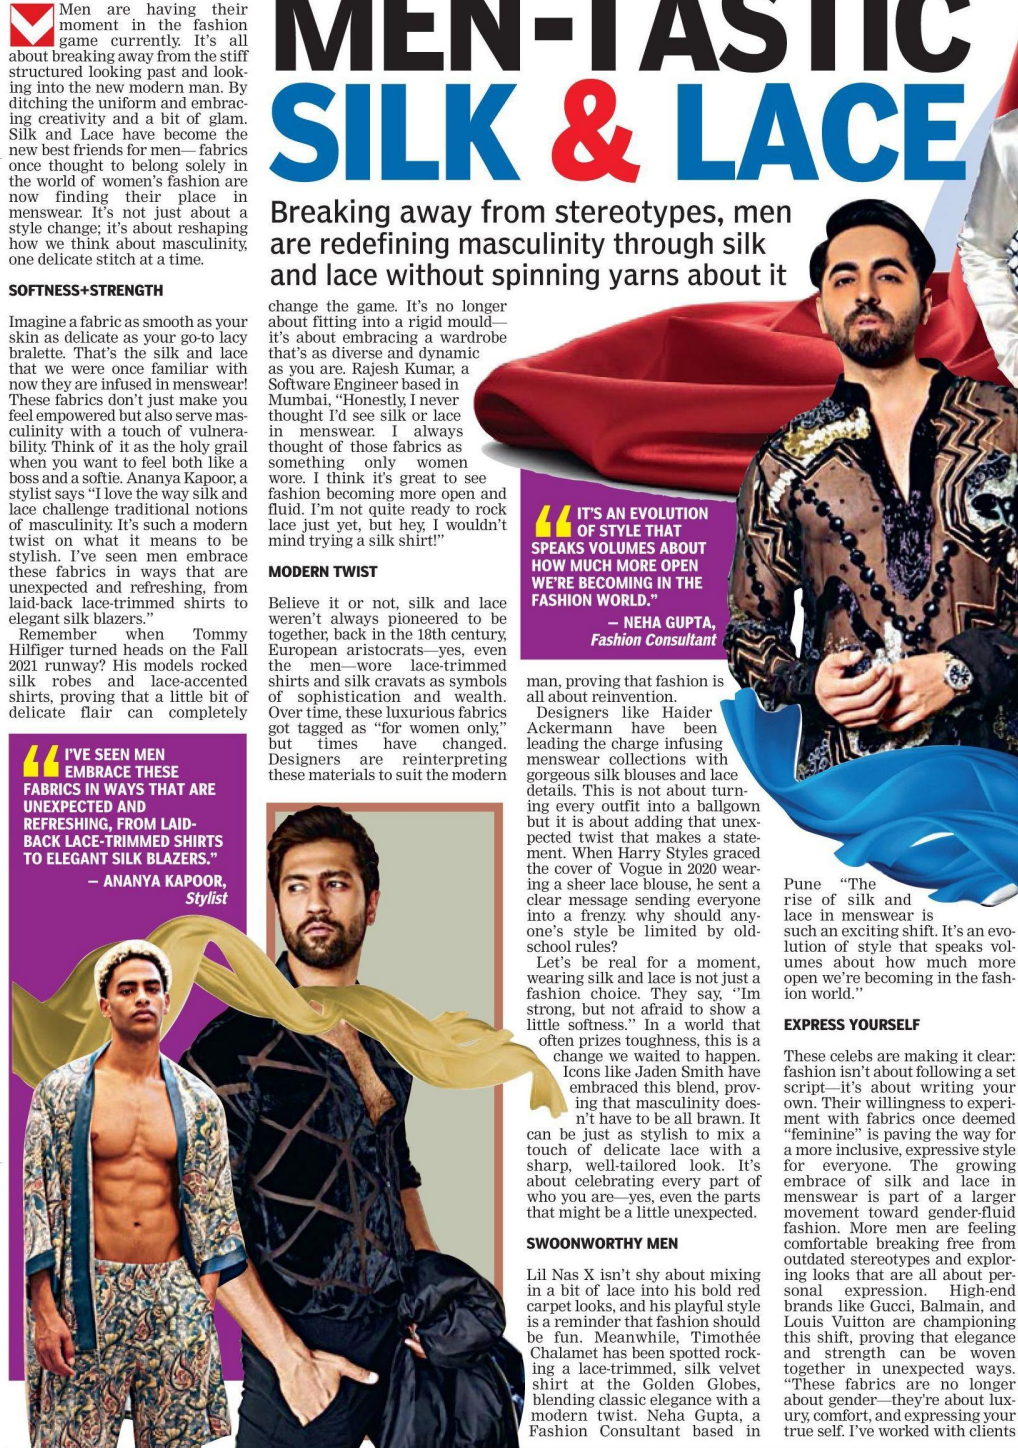 MEN-TASTIC
SILK & LACE
Breaking away from stereotypes, men
are redefining masculinity through silk
and lace without spinning yarns about it
Men are having their
moment in the fashion
game currently. It's all
about breaking away from the stiff
structured looking past and look-
ing into the new modern man. By
ditching the uniform and embrac-
ing creativity and a bit of glam.
Silk and Lace have become the
new best friends for men— fabrics
once thought to belong solely in
the world of women's fashion are
now finding their place in
menswear. It's not just about a
style change; it's about reshaping
how we think about masculinity,
one delicate stitch at a time.
SOFTNESS+STRENGTH
Imagine a fabric as smooth as your
skin as delicate as your go-to lacy
bralette. That's the silk and lace
that we were once familiar with
now they are infused in menswear!
These fabrics don't just make you
feel empowered but also serve mas-
culinity with a touch of vulnera-
bility. Think of it as the holy grail
when you want to feel both like a
boss and a softie. Ananya Kapoor, a
stylist says “I love the way silk and
lace challenge traditional notions
of masculinity. It's such a modern
twist on what it means to be
stylish. I've seen men embrace
these fabrics in ways that are
unexpected and refreshing, from
laid-back lace-trimmed shirts to
elegant silk blazers.”
Remember when Tommy
Hilfiger turned heads on the Fall
2021 runway? His models rocked
silk robes and lace-accented
shirts, proving that a little bit of
delicate flair can completely
“ I'VE SEEN MEN
EMBRACE THESE
FABRICS IN WAYS THAT ARE
UNEXPECTED AND
REFRESHING, FROM LAID-
BACK LACE-TRIMMED SHIRTS
TO ELEGANT SILK BLAZERS.”
— ANANYA KAPOOR,
Stylist
change the game. It's no longer
about fitting into a rigid mould—
it's about embracing a wardrobe
that's as diverse and dynamic
as you are. Rajesh Kumar, a
Software Engineer based in
Mumbai, “Honestly, I never
thought I'd see silk or lace
in menswear. I always
thought of those fabrics as
something only women
wore. I think it's great to see
fashion becoming more open and
fluid. I'm not quite ready to rock
lace just yet, but hey, I wouldn't
mind trying a silk shirt!”
MODERN TWIST
Believe it or not, silk and lace
weren't always pioneered to be
together, back in the 18th century,
European aristocrats—yes, even
the men—wore lace-trimmed
shirts and silk cravats as symbols
of sophistication and wealth.
Over time, these luxurious fabrics
got tagged as “for women only,”
but times have changed.
Designers are reinterpreting
these materials to suit the modern
“ IT'S AN EVOLUTION
OF STYLE THAT
SPEAKS VOLUMES ABOUT
HOW MUCH MORE OPEN
WE'RE BECOMING IN THE
FASHION WORLD.”
— NEHA GUPTA,
Fashion Consultant
man, proving that fashion is
all about reinvention.
Designers like Haider
Ackermann have been
leading the charge infusing
menswear collections with
gorgeous silk blouses and lace
details. This is not about turn-
ing every outfit into a ballgown
but it is about adding that unex-
pected twist that makes a state-
ment. When Harry Styles graced
the cover of Vogue in 2020 wear-
ing a sheer lace blouse, he sent a
clear message sending everyone
into a frenzy. why should any-
one's style be limited by old-
school rules?
Let's be real for a moment,
wearing silk and lace is not just a
fashion choice. They say, ‘'Im
strong, but not afraid to show a
little softness.” In a world that
often prizes toughness, this is a
change we waited to happen.
Icons like Jaden Smith have
embraced this blend, prov-
ing that masculinity does-
n't have to be all brawn. It
can be just as stylish to mix a
touch of delicate lace with a
sharp, well-tailored look. It's
about celebrating every part of
who you are—yes, even the parts
that might be a little unexpected.
SWOONWORTHY MEN
Lil Nas X isn't shy about mixing
in a bit of lace into his bold red
carpet looks, and his playful style
is a reminder that fashion should
be fun. Meanwhile, Timothée
Chalamet has been spotted rock-
ing a lace-trimmed, silk velvet
shirt at the Golden Globes,
blending classic elegance with a
modern twist. Neha Gupta, a
Fashion Consultant based in
Pune “The
rise of silk and
lace in menswear is
such an exciting shift. It's an evo-
lution of style that speaks vol-
umes about how much more
open we're becoming in the fash-
ion world.''
EXPRESS YOURSELF
These celebs are making it clear:
fashion isn't about following a set
script—it's about writing your
own. Their willingness to experi-
ment with fabrics once deemed
“feminine” is paving the way for
a more inclusive, expressive style
for everyone. The growing
embrace of silk and lace in
menswear is part of a larger
movement toward gender-fluid
fashion. More men are feeling
comfortable breaking free from
outdated stereotypes and explor-
ing looks that are all about per-
sonal expression. High-end
brands like Gucci, Balmain, and
Louis Vuitton are championing
this shift, proving that elegance
and strength can be woven
together in unexpected ways.
“These fabrics are no longer
about gender—they're about lux-
ury, comfort, and expressing your
true self. I've worked with clients